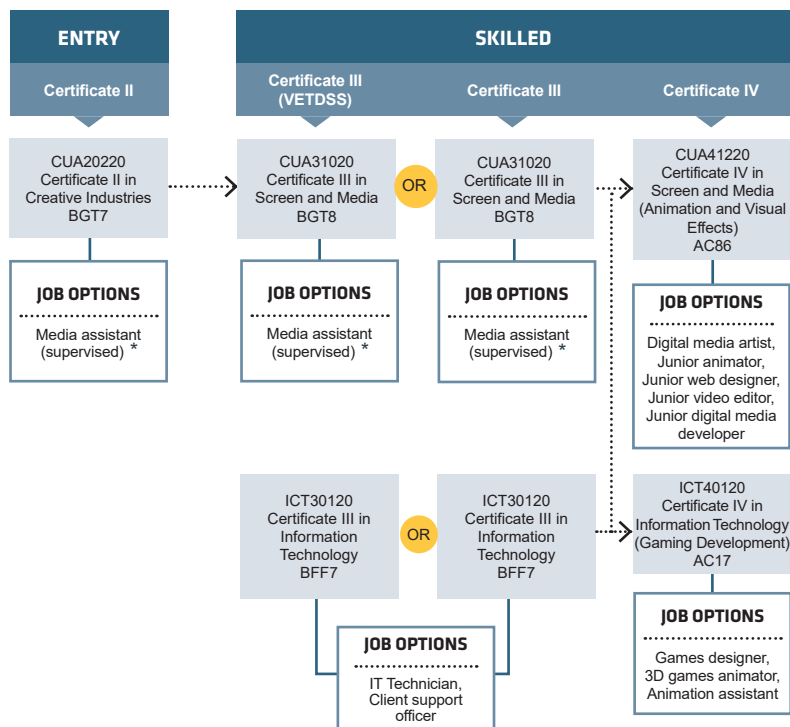 ENTRY
SKILLED
Certificate II
Certificate III
(VETDSS)
Certificate III
Certificate IV
CUA20220
Certificate II in
Creative Industries
BGT7
CUA31020
Certificate III in
Screen and Media
BGT8
OR
CUA31020
Certificate III in
Screen and Media
BGT8
CUA41220
Certificate IV in
Screen and Media
(Animation and Visual
Effects)
AC86
JOB OPTIONS
Media assistant
(supervised) *
JOB OPTIONS
Media assistant
(supervised) *
JOB OPTIONS
Media assistant
(supervised) *
JOB OPTIONS
Digital media artist,
Junior animator,
Junior web designer,
Junior video editor,
Junior digital media
developer
ICT30120
Certificate III in
Information
Technology
BFF7
OR
ICT30120
Certificate III in
Information
Technology
BFF7
ICT40120
Certificate IV in
Information Technology
(Gaming Development)
AC17
JOB OPTIONS
IT Technician,
Client support
officer
JOB OPTIONS
Games designer,
3D games animator,
Animation assistant